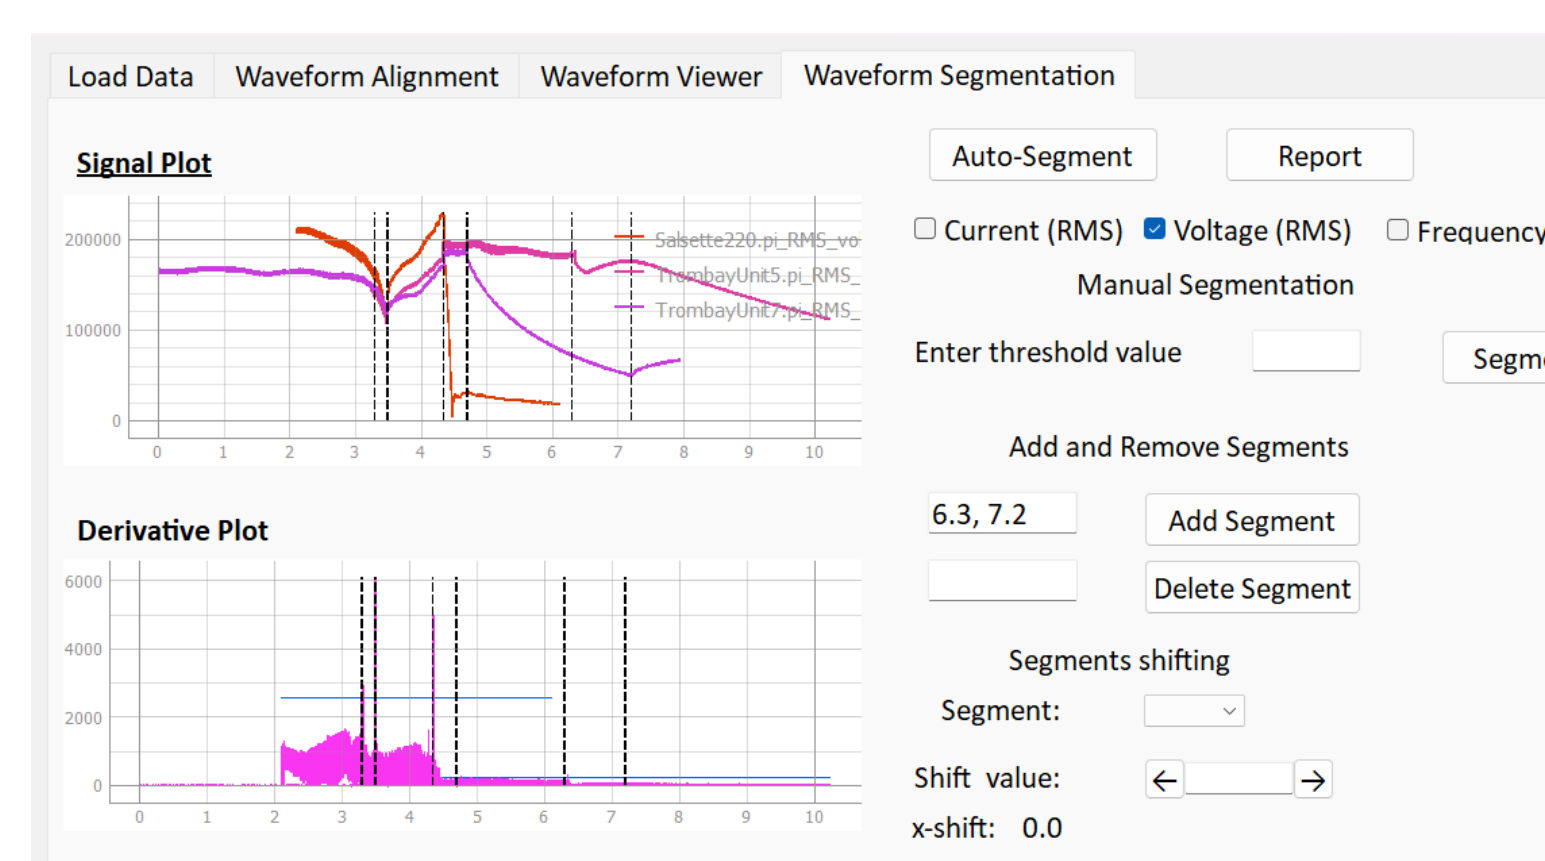 Load Data Waveform Alignment Waveform Viewer Waveform Segmentation
Signal Plot
Auto-Segment Report
Current (RMS) Voltage (RMS) Frequency
Manual Segmentation
Enter threshold value
Segme
Add and Remove Segments
6.3, 7.2 Add Segment
Delete Segment
Segments shifting
Segment:
Shift value: ← →
x-shift: 0.0
200000
100000
0
Salsette220.pi_RMS_vo
TrombayUnit5.pi_RMS_
TrombayUnit7.pi_RMS_
0 1 2 3 4 5 6 7 8 9 10
Derivative Plot
6000
4000
2000
0
0 1 2 3 4 5 6 7 8 9 10